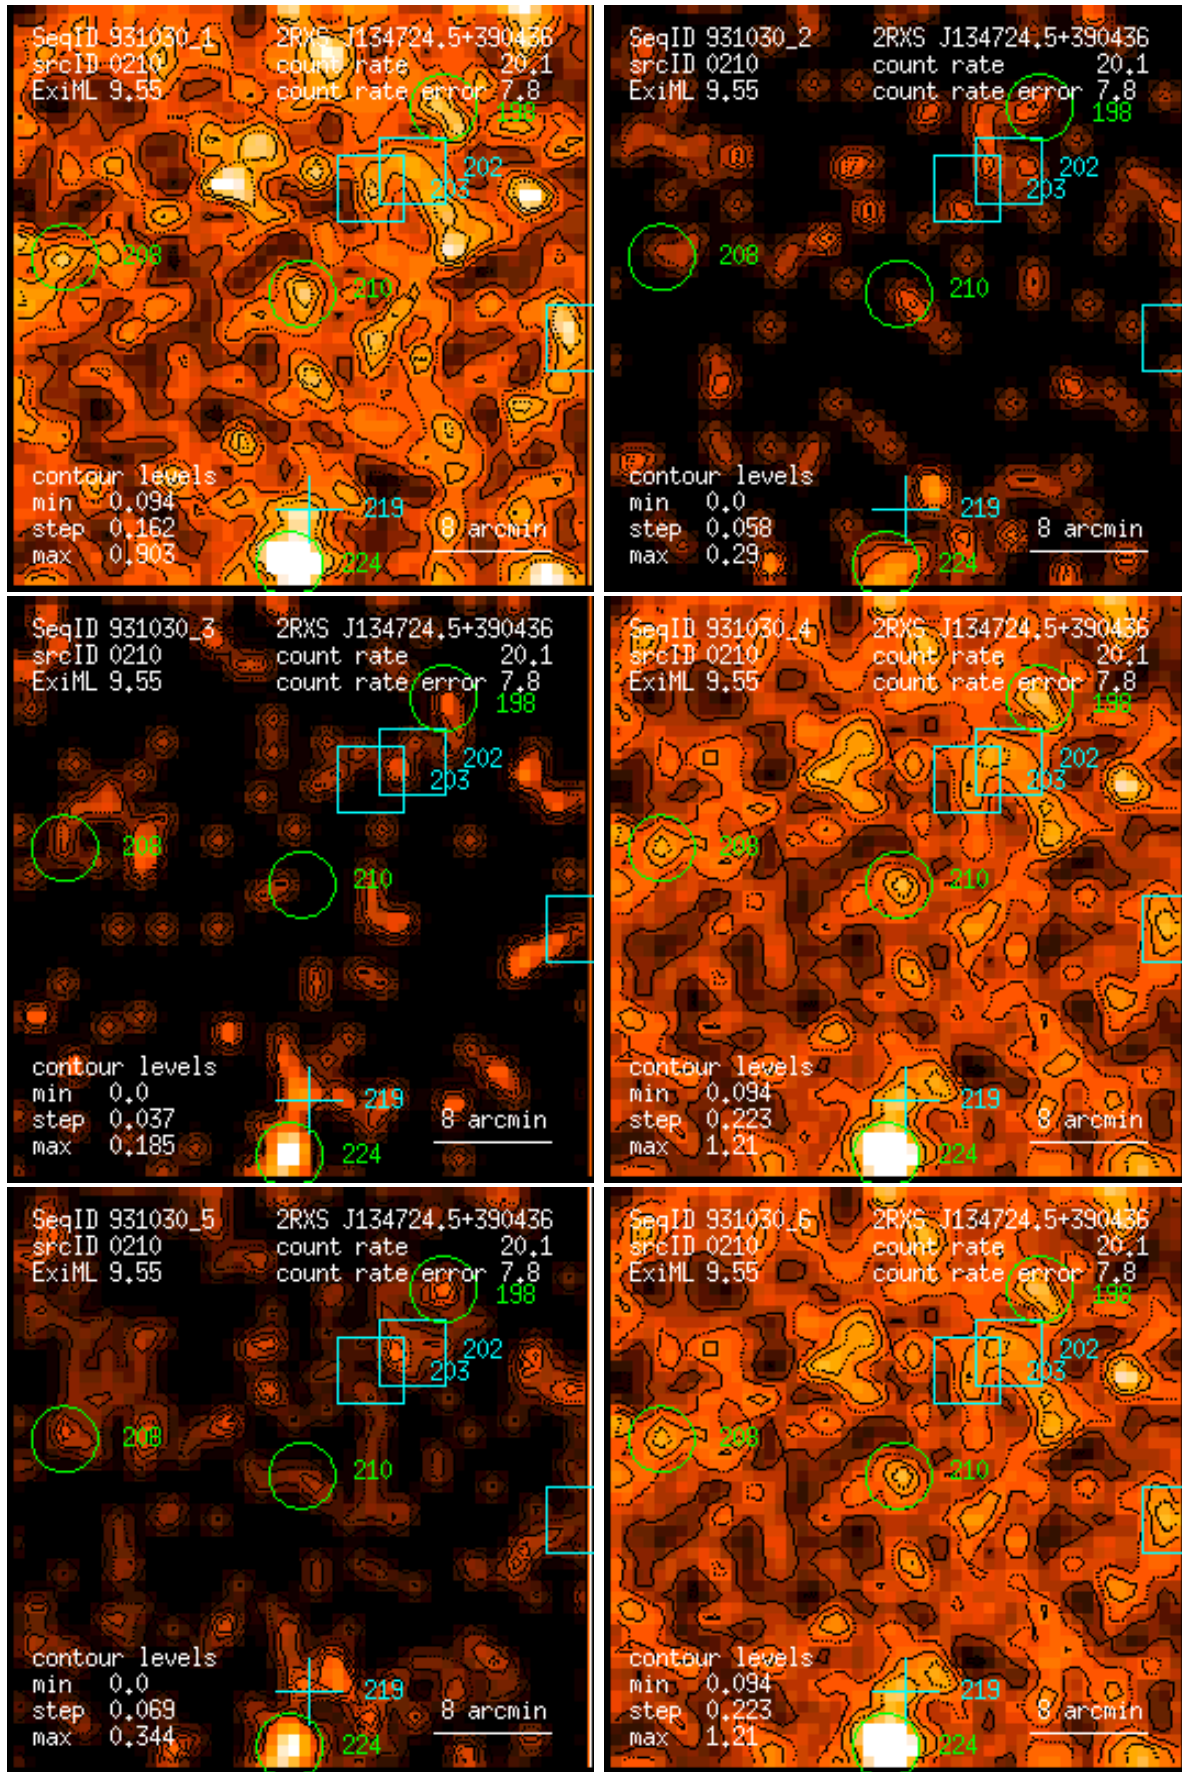 SeqID 931030_1 2RXS J134724.5+390436
srcID 0210 count rate 20.1
ExiML 9.55 count rate error 7.8
198
202
203
208
210
contour levels
min 0.094
step 0.162
max 0.903
219
8 arcmin
224
SeqID 931030_2 2RXS J134724.5+390436
srcID 0210 count rate 20.1
ExiML 9.55 count rate error 7.8
198
202
203
208
210
contour levels
min 0.0
step 0.058
max 0.29
219
8 arcmin
224
SeqID 931030_3 2RXS J134724.5+390436
srcID 0210 count rate 20.1
ExiML 9.55 count rate error 7.8
198
202
203
208
210
contour levels
min 0.0
step 0.037
max 0.185
219
8 arcmin
224
SeqID 931030_4 2RXS J134724.5+390436
srcID 0210 count rate 20.1
ExiML 9.55 count rate error 7.8
198
202
203
208
210
contour levels
min 0.094
step 0.223
max 1.21
219
8 arcmin
224
SeqID 931030_5 2RXS J134724.5+390436
srcID 0210 count rate 20.1
ExiML 9.55 count rate error 7.8
198
202
203
208
210
contour levels
min 0.0
step 0.069
max 0.344
219
8 arcmin
224
SeqID 931030_6 2RXS J134724.5+390436
srcID 0210 count rate 20.1
ExiML 9.55 count rate error 7.8
198
202
203
208
210
contour levels
min 0.094
step 0.223
max 1.21
219
8 arcmin
224